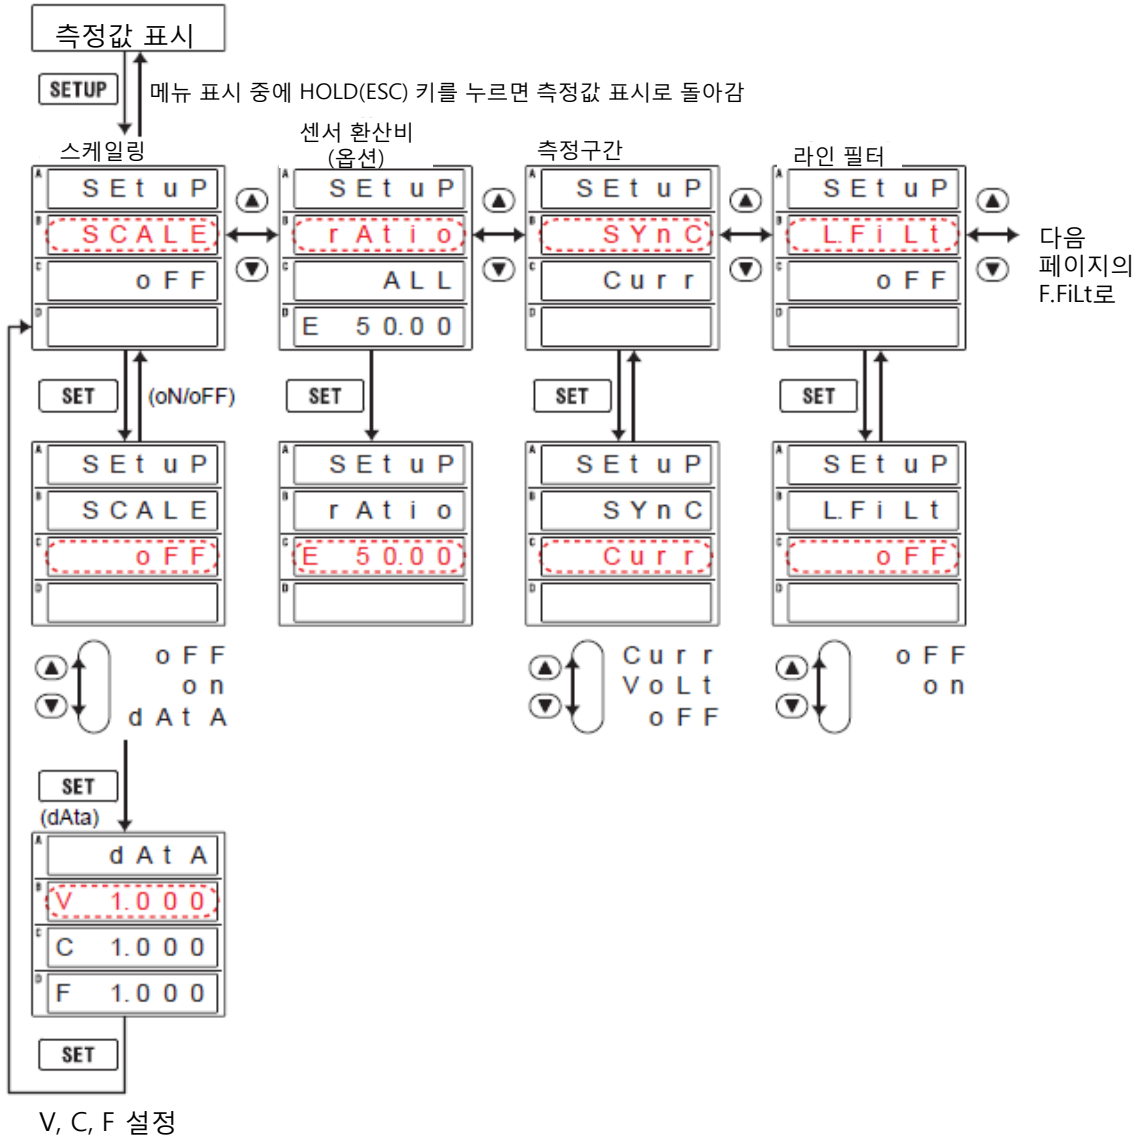 측정값 표시
SETUP
메뉴 표시 중에 HOLD(ESC) 키를 누르면 측정값 표시로 돌아감
스케일링
A SEtuP
B SCALE
C oFF
D
센서 환산비
(옵션)
A SEtuP
B rAtio
C ALL
D E 50.00
측정구간
A SEtuP
B SYnC
C Curr
D
라인 필터
A SEtuP
B L.FiLt
C oFF
D
다음
페이지의
F.FiLt로
SET
(oN/oFF)
SET
SET
SET
A SEtuP
B SCALE
C oFF
D
A SEtuP
B rAtio
C E 50.00
D
A SEtuP
B SYnC
C Curr
D
A SEtuP
B L.FiLt
C oFF
D
oFF
on
dAtA
Curr
VoLt
oFF
oFF
on
SET
(dAta)
A dAtA
B V 1.000
C C 1.000
D F 1.000
SET
V, C, F 설정